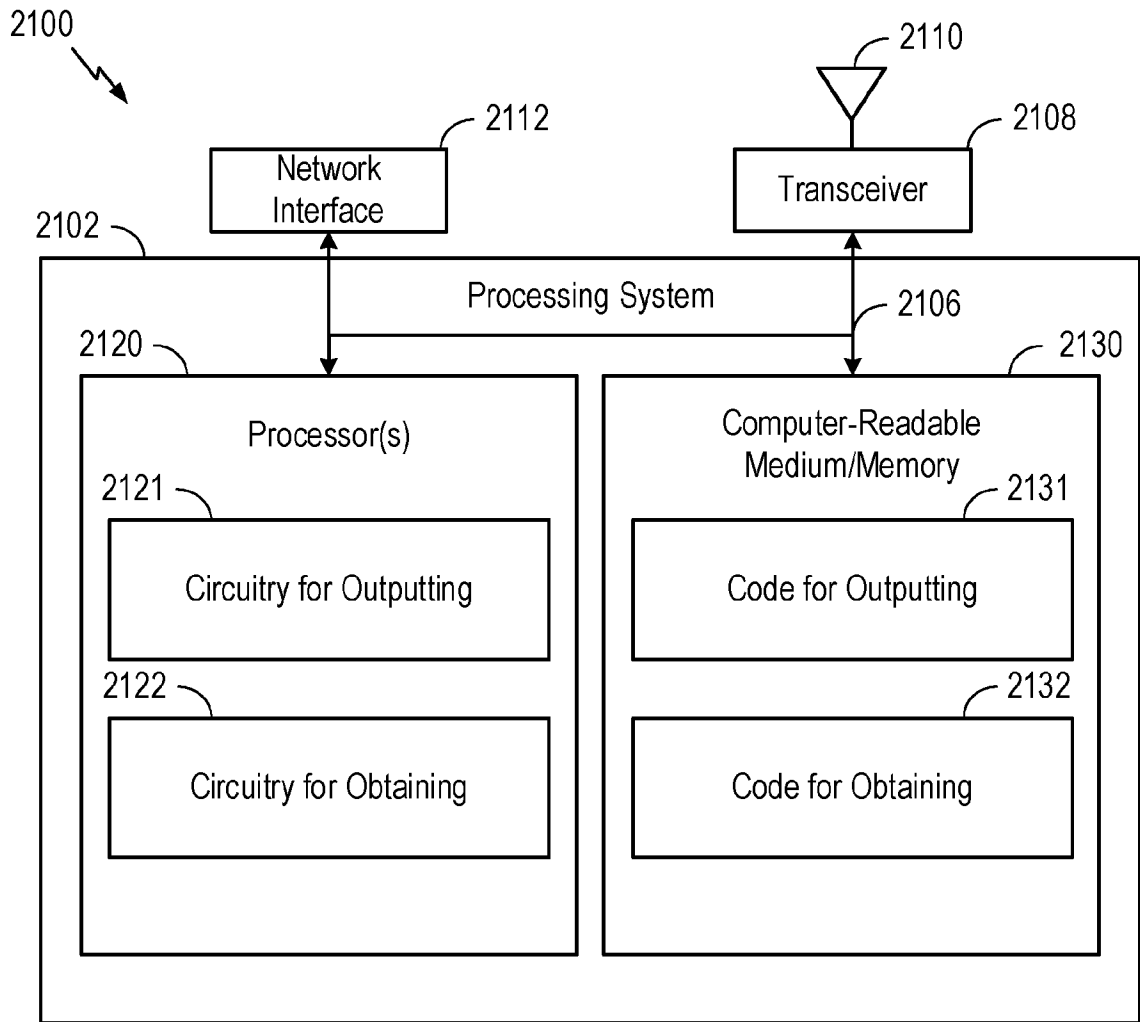 2100
2110
2112
2108
Network
Interface
Transceiver
2102
Processing System
2106
2120
2130
Processor(s)
Computer-Readable
Medium/Memory
2121
2131
Circuitry for Outputting
Code for Outputting
2122
2132
Circuitry for Obtaining
Code for Obtaining